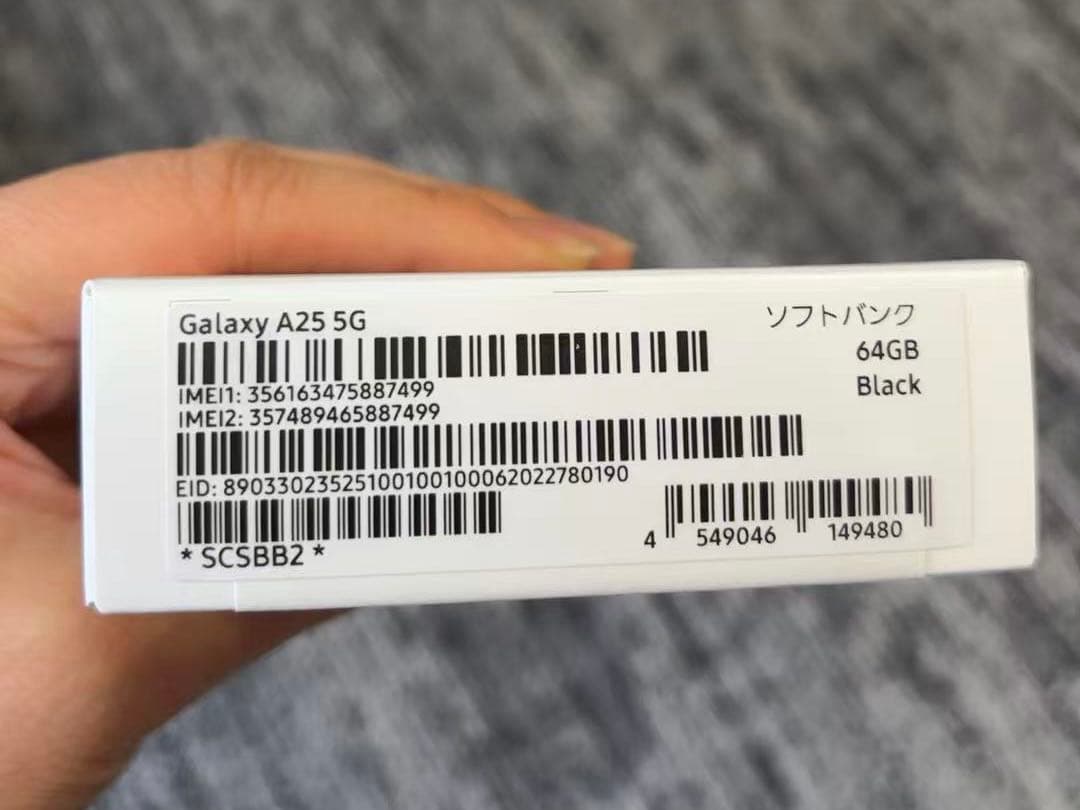 Galaxy A25 5G
ソフトバンク
64GB
Black
IMEI1: 356163475887499
IMEI2: 357489465887499
EID: 89033023525100100100062022780190
* SCSBB2 *
4 549046 149480